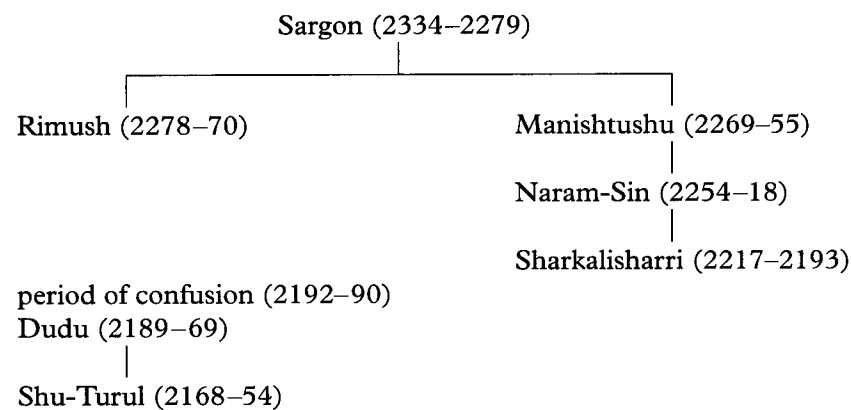 Sargon (2334–2279)
Rimush (2278–70)
Manishtushu (2269–55)
Naram-Sin (2254–18)
Sharkalisharri (2217–2193)
period of confusion (2192–90)
Dudu (2189–69)
Shu-Turul (2168–54)